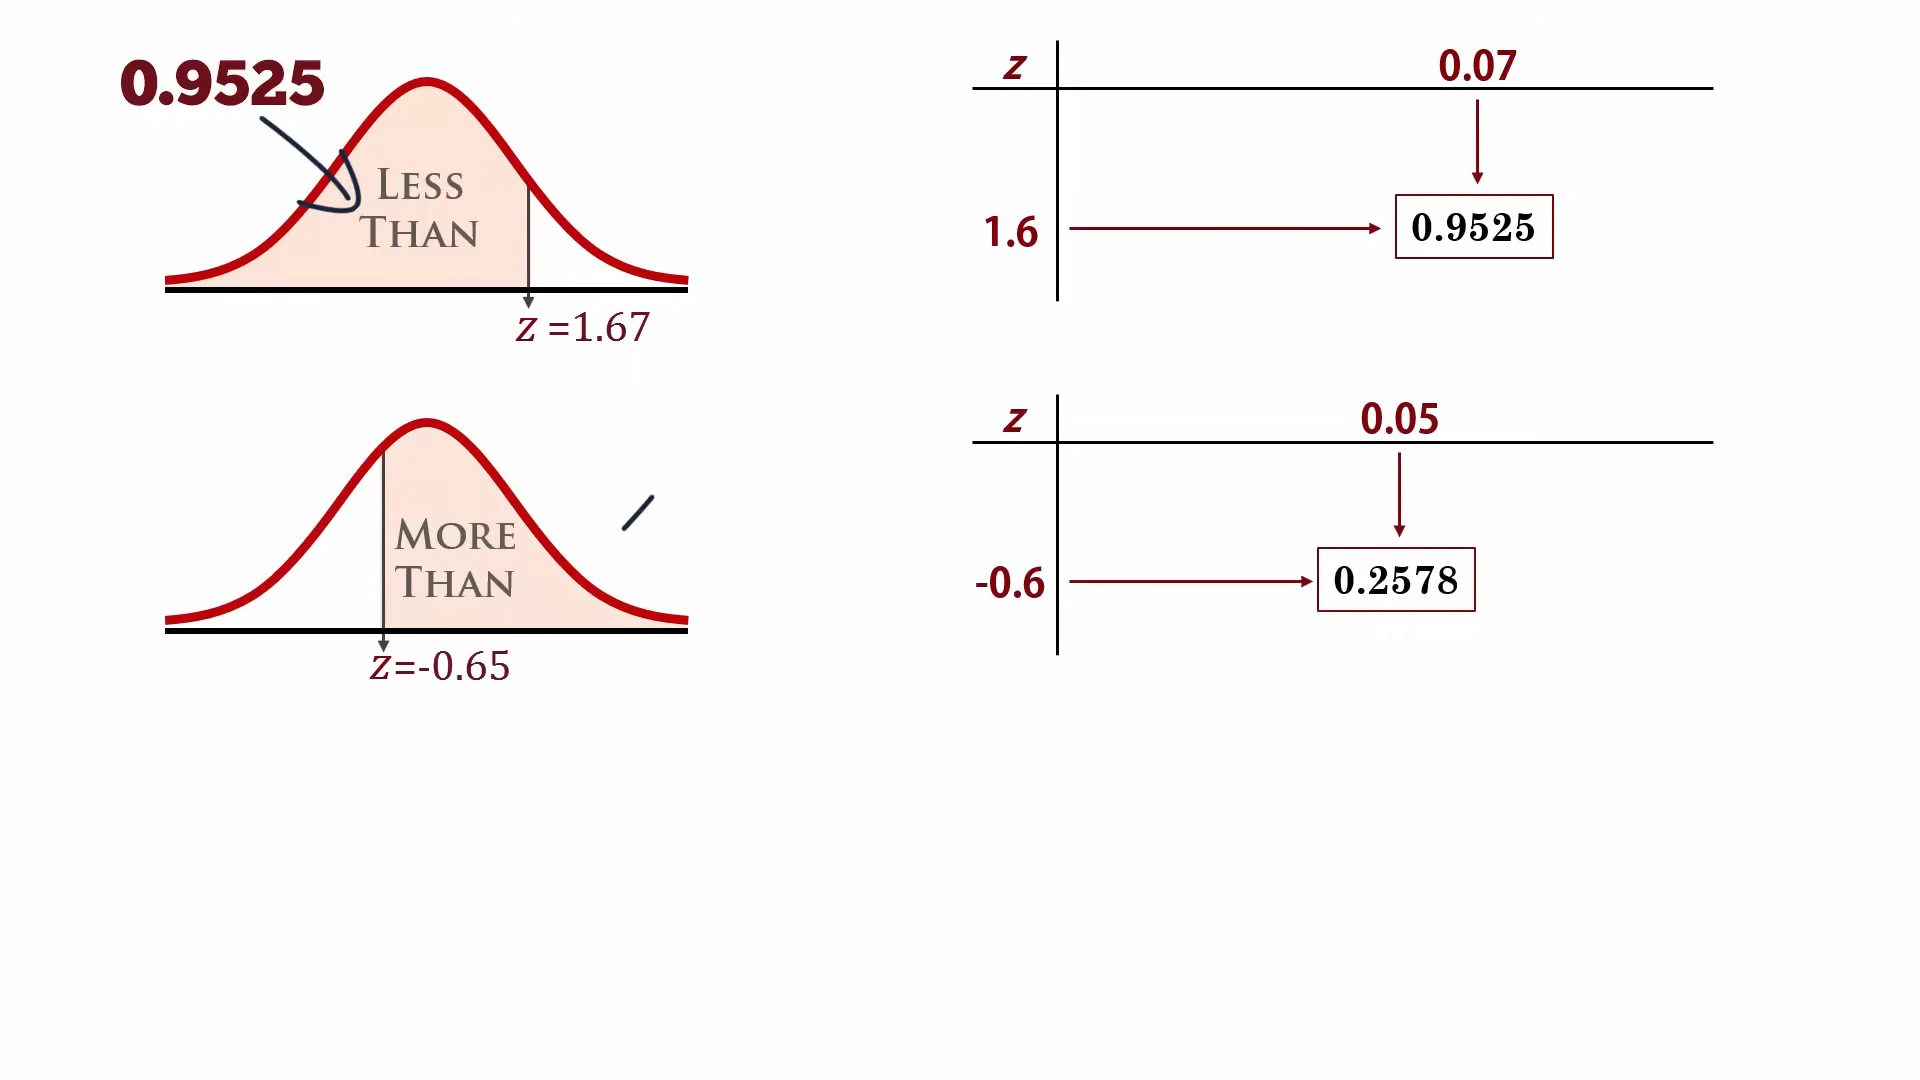 0.9525
LESS
THAN
z =1.67
z 0.07
1.6 0.9525
MORE
THAN
z=-0.65
z 0.05
-0.6 0.2578